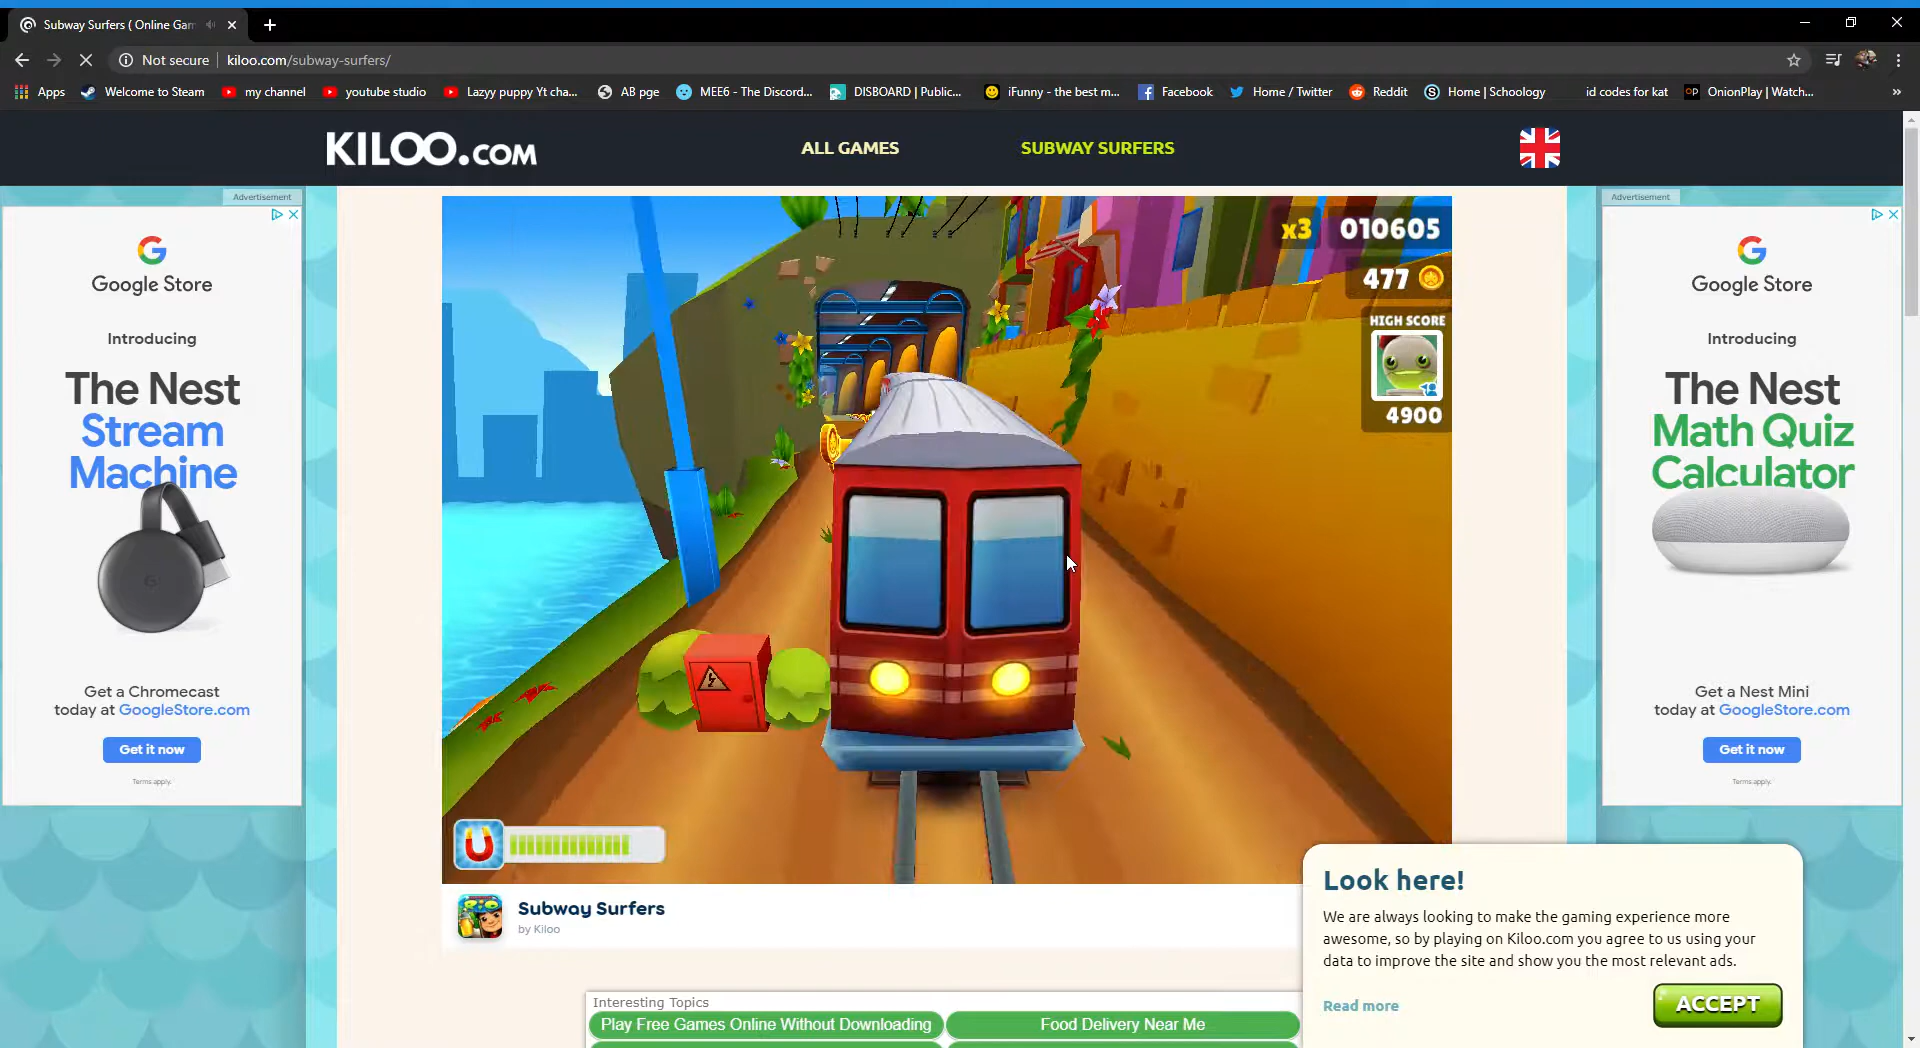 Subway Surfers ( Online Gam
Not secure
kiloo.com/subway-surfers/
Apps
Welcome to Steam
my channel
youtube studio
Lazyy puppy Yt cha...
AB pge
MEE6 - The Discord...
DISBOARD | Public...
iFunny - the best m...
Facebook
Home / Twitter
Reddit
Home | Schoology
id codes for kat
OP
OnionPlay | Watch...
KILOO.COM
ALL GAMES
SUBWAY SURFERS
Advertisement
Google Store
Introducing
The Nest
Stream
Machine
Get a Chromecast
today at GoogleStore.com
Get it now
Terms apply.
x3 010605
477
HIGH SCORE
4900
Advertisement
Google Store
Introducing
The Nest
Math Quiz
Calculator
Get a Nest Mini
today at GoogleStore.com
Get it now
Terms apply.
Subway Surfers
by Kiloo
Interesting Topics
Play Free Games Online Without Downloading
Food Delivery Near Me
Look here!
We are always looking to make the gaming experience more
awesome, so by playing on Kiloo.com you agree to us using your
data to improve the site and show you the most relevant ads.
Read more
ACCEPT